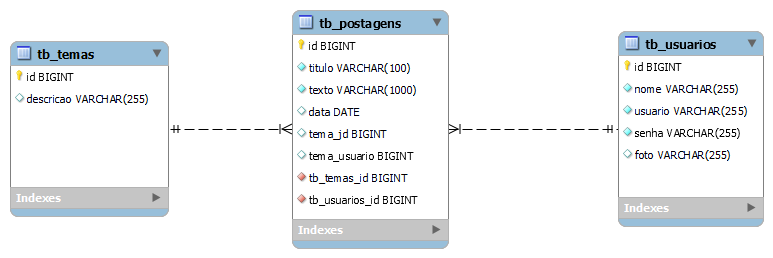 tb_temas
id BIGINT
descricao VARCHAR(255)
Indexes
tb_postagens
id BIGINT
titulo VARCHAR(100)
texto VARCHAR(1000)
data DATE
tema_id BIGINT
tema_usuario BIGINT
tb_temas_id BIGINT
tb_usuarios_id BIGINT
Indexes
tb_usuarios
id BIGINT
nome VARCHAR(255)
usuario VARCHAR(255)
senha VARCHAR(255)
foto VARCHAR(255)
Indexes